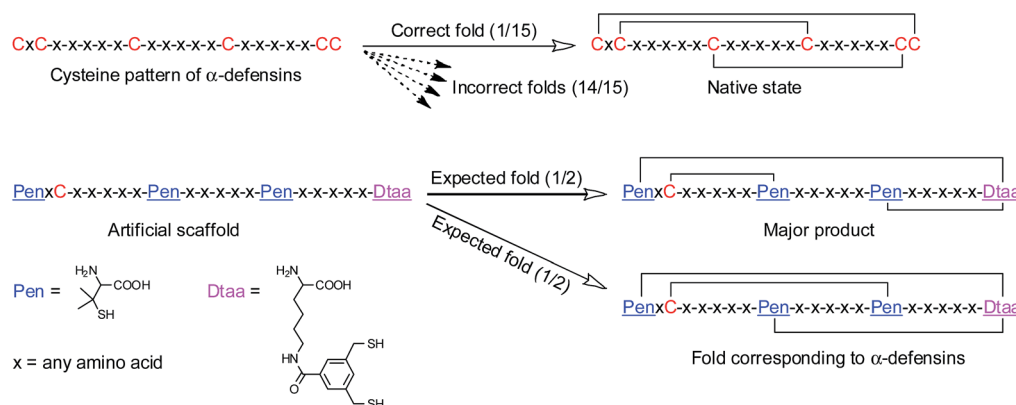 CxC-x-x-x-x-x-C-x-x-x-x-x-C-x-x-x-x-x-CC
Correct fold (1/15)
CxC-x-x-x-x-x-C-x-x-x-x-x-C-x-x-x-x-x-CC
Cysteine pattern of α-defensins
Incorrect folds (14/15)
Native state
PenxC-x-x-x-x-x-Pen-x-x-x-x-x-Pen-x-x-x-x-x-Dtaa
Expected fold (1/2)
PenxC-x-x-x-x-x-Pen-x-x-x-x-x-Pen-x-x-x-x-x-Dtaa
Artificial scaffold
Expected fold (1/2)
Major product
Pen =
H₂N
COOH
SH
Dtaa =
H₂N
COOH
HN
O
SH
SH
PenxC-x-x-x-x-x-Pen-x-x-x-x-x-Pen-x-x-x-x-x-Dtaa
x = any amino acid
Fold corresponding to α-defensins